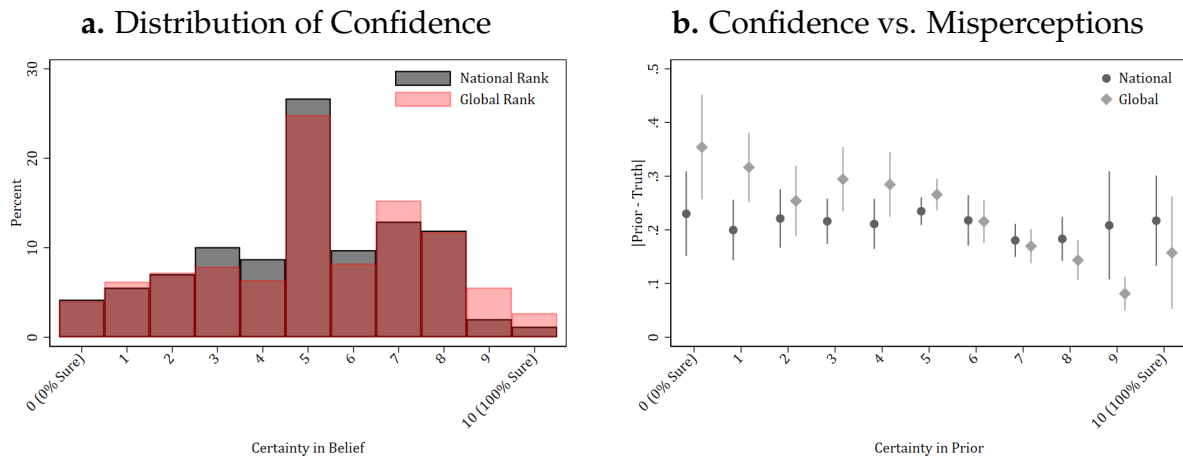 a. Distribution of Confidence
30
20
10
0
Percent
National Rank
Global Rank
0 (0% Sure)
1
2
3
4
5
6
7
8
9
10 (100% Sure)
Certainty in Belief
b. Confidence vs. Misperceptions
.5
.4
.3
.2
.1
0
|Prior - Truth|
National
Global
0 (0% Sure)
1
2
3
4
5
6
7
8
9
10 (100% Sure)
Certainty in Prior